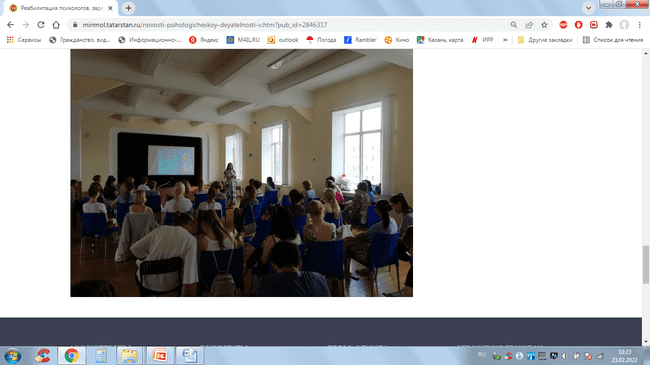 Реабилитация психологов, зада
minmol.tatarstan.ru/novosti-psihologicheskoy-deyatelnosti-v.htm?pub_id=2846317
Сервисы Гражданство, вид... Информационно-... Яндекс MAIL.RU outlook Погода Rambler Кино Казань, карта ИРР » Другие закладки Список для чтения
RU 10:23
23.02.2022